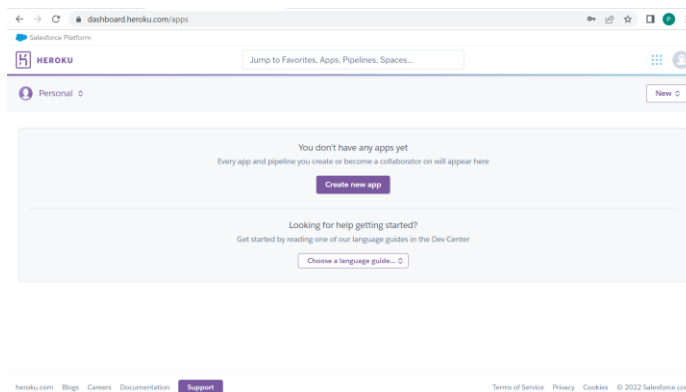 dashboard.heroku.com/apps
P
Salesforce Platform
HEROKU
Jump to Favorites, Apps, Pipelines, Spaces...
Personal
New
You don't have any apps yet
Every app and pipeline you create or become a collaborator on will appear here
Create new app
Looking for help getting started?
Get started by reading one of our language guides in the Dev Center
Choose a language guide...
heroku.com Blogs Careers Documentation Support
Terms of Service Privacy Cookies © 2022 Salesforce.com